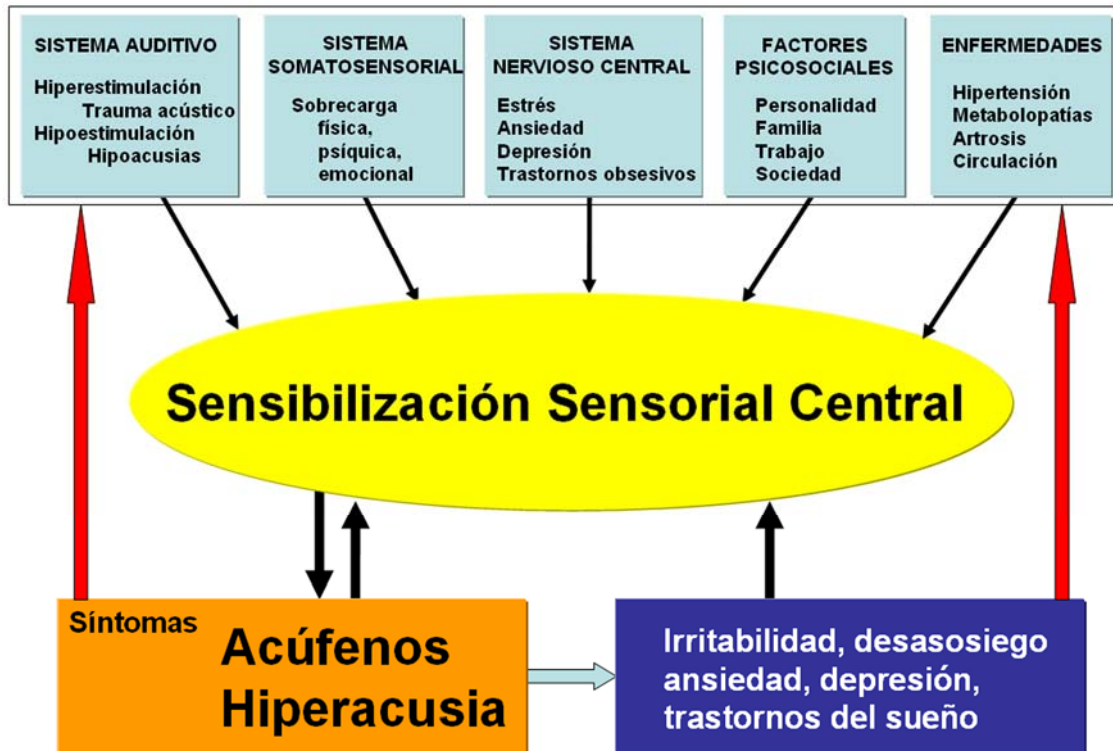 SISTEMA AUDITIVO
Hiperestimulación
Trauma acústico
Hipoestimulación
Hipoacusias
SISTEMA
SOMATOSENSORIAL
Sobrecarga
física,
psíquica,
emocional
SISTEMA
NERVIOSO CENTRAL
Estrés
Ansiedad
Depresión
Trastornos obsesivos
FACTORES
PSICOSOCIALES
Personalidad
Familia
Trabajo
Sociedad
ENFERMEDADES
Hipertensión
Metabolopatías
Artrosis
Circulación
Sensibilización Sensorial Central
Síntomas
Acúfenos
Hiperacusia
Irritabilidad, desasosiego
ansiedad, depresión,
trastornos del sueño